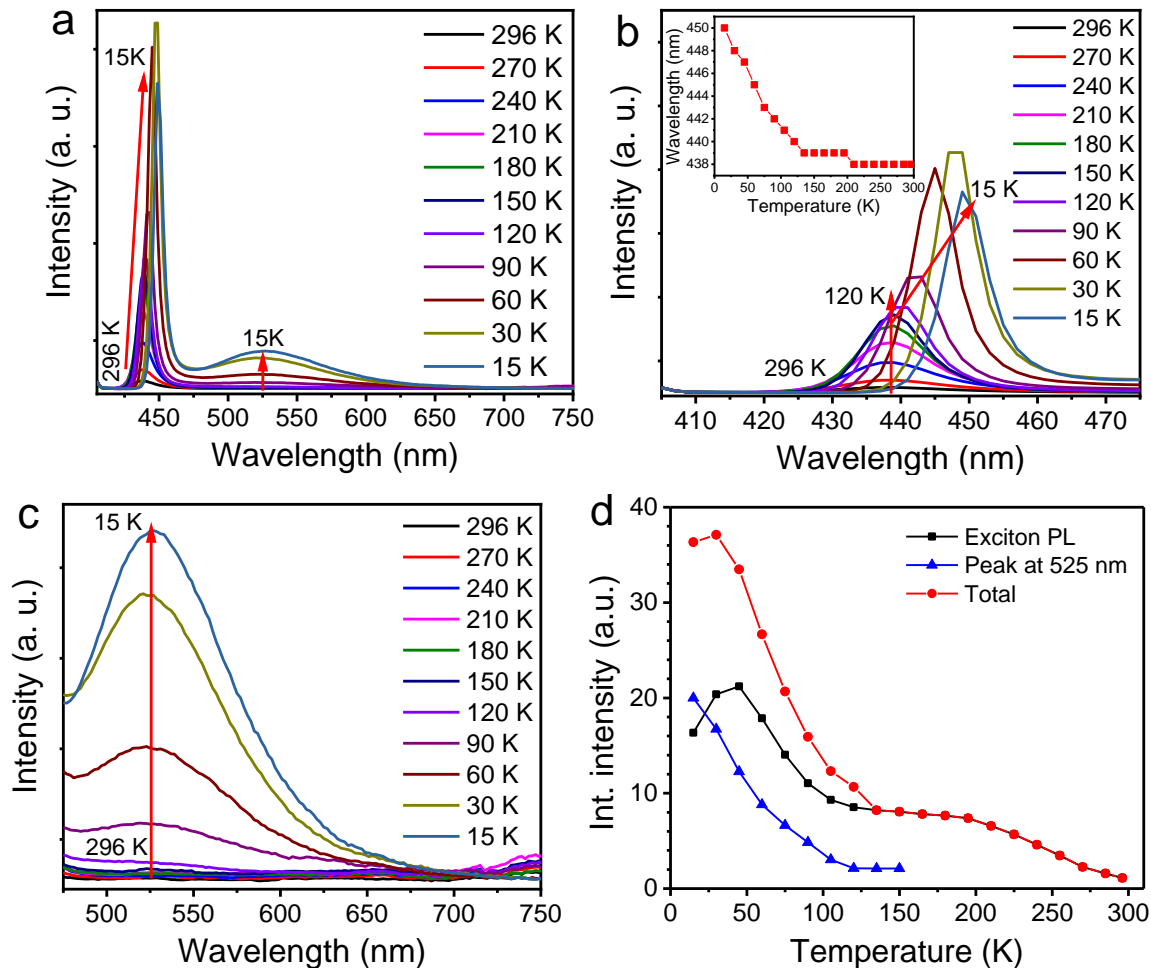 a
15K
296 K
15K
296 K
270 K
240 K
210 K
180 K
150 K
120 K
90 K
60 K
30 K
15 K
Intensity (a. u.)
450 500 550 600 650 700 750
Wavelength (nm)
b
450
448
446
444
442
440
438
Wavelength (nm)
0 50 100 150 200 250 300
Temperature (K)
15 K
120 K
296 K
296 K
270 K
240 K
210 K
180 K
150 K
120 K
90 K
60 K
30 K
15 K
Intensity (a. u.)
410 420 430 440 450 460 470
Wavelength (nm)
c
15 K
296 K
296 K
270 K
240 K
210 K
180 K
150 K
120 K
90 K
60 K
30 K
15 K
Intensity (a. u.)
500 550 600 650 700 750
Wavelength (nm)
d
Exciton PL
Peak at 525 nm
Total
40
30
20
10
0
Int. intensity (a.u.)
0 50 100 150 200 250 300
Temperature (K)